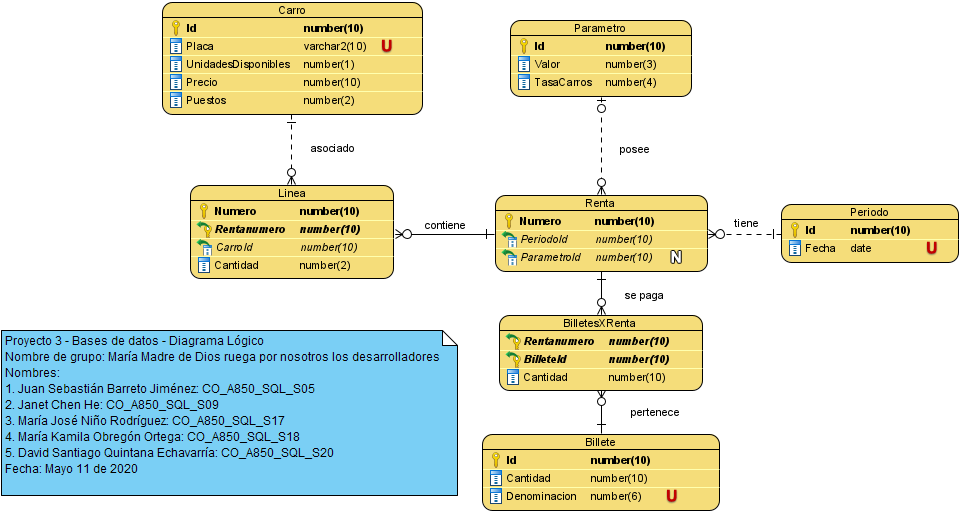 Carro
Id number(10)
Placa varchar2(10) U
UnidadesDisponibles number(1)
Precio number(10)
Puestos number(2)
Parametro
Id number(10)
Valor number(3)
TasaCarros number(4)
asociado
posee
Linea
Numero number(10)
Rentanumero number(10)
CarroId number(10)
Cantidad number(2)
contiene
Renta
Numero number(10)
PeriodoId number(10)
ParametroId number(10) N
tiene
Periodo
Id number(10)
Fecha date U
se paga
BilletesXRenta
Rentanumero number(10)
BilleteId number(10)
Cantidad number(10)
pertenece
Billete
Id number(10)
Cantidad number(10)
Denominacion number(6) U
Proyecto 3 - Bases de datos - Diagrama Lógico
Nombre de grupo: María Madre de Dios ruega por nosotros los desarrolladores
Nombres:
1. Juan Sebastián Barreto Jiménez: CO_A850_SQL_S05
2. Janet Chen He: CO_A850_SQL_S09
3. María José Niño Rodríguez: CO_A850_SQL_S17
4. María Kamila Obregón Ortega: CO_A850_SQL_S18
5. David Santiago Quintana Echavarría: CO_A850_SQL_S20
Fecha: Mayo 11 de 2020